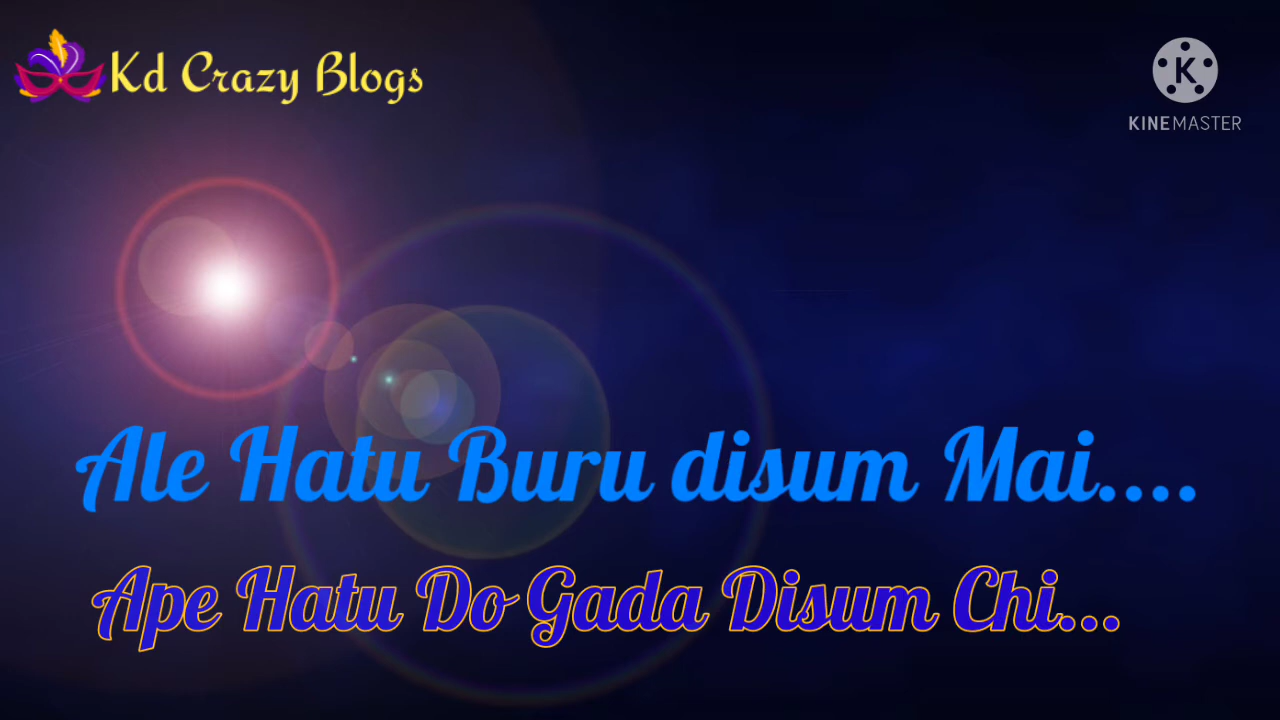 Kd Crazy Blogs
K
KINEMASTER
Ale Hatu Buru disum Mai....
Ape Hatu Do Gada Disum Chi...